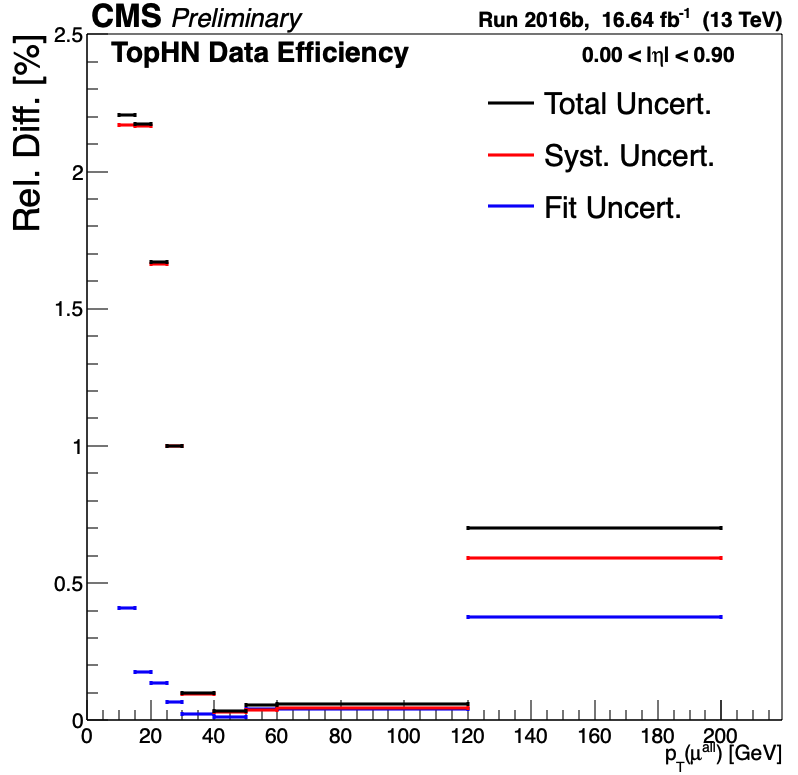 CMS Preliminary Run 2016b, 16.64 fb⁻¹ (13 TeV)
TopHN Data Efficiency 0.00 < |η| < 0.90
Total Uncert.
Syst. Uncert.
Fit Uncert.
Rel. Diff. [%]
2.5
2
1.5
1
0.5
0
0 20 40 60 80 100 120 140 160 180 200
p_T(μ^all) [GeV]